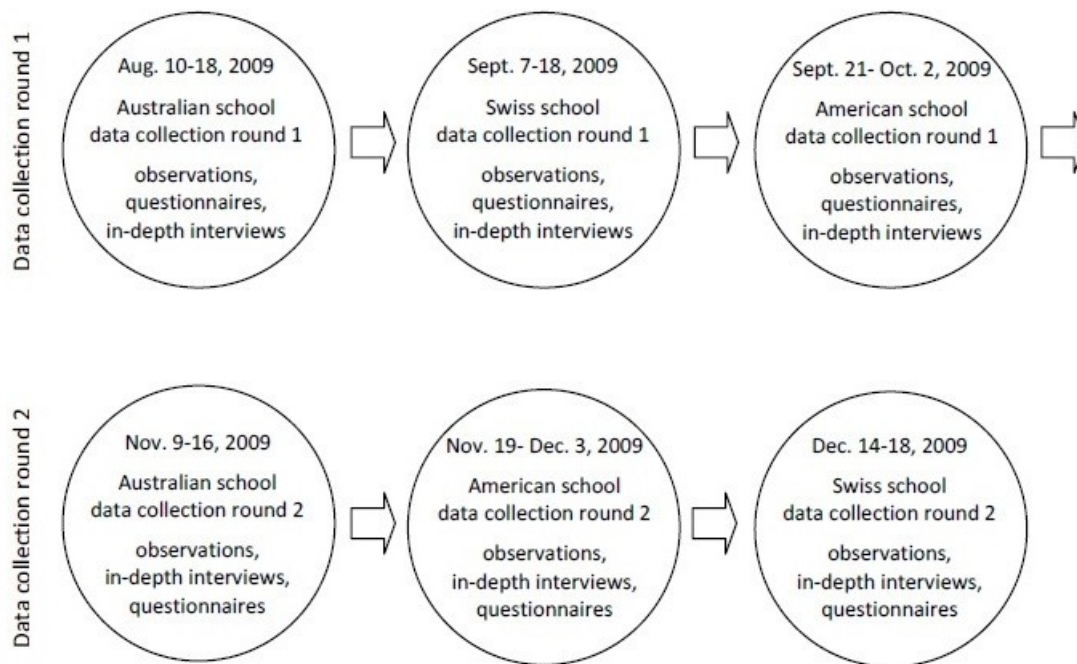 Data collection round 1
Aug. 10-18, 2009
Australian school
data collection round 1
observations,
questionnaires,
in-depth interviews
Sept. 7-18, 2009
Swiss school
data collection round 1
observations,
questionnaires,
in-depth interviews
Sept. 21- Oct. 2, 2009
American school
data collection round 1
observations,
questionnaires,
in-depth interviews
Data collection round 2
Nov. 9-16, 2009
Australian school
data collection round 2
observations,
in-depth interviews,
questionnaires
Nov. 19- Dec. 3, 2009
American school
data collection round 2
observations,
in-depth interviews,
questionnaires
Dec. 14-18, 2009
Swiss school
data collection round 2
observations,
in-depth interviews,
questionnaires